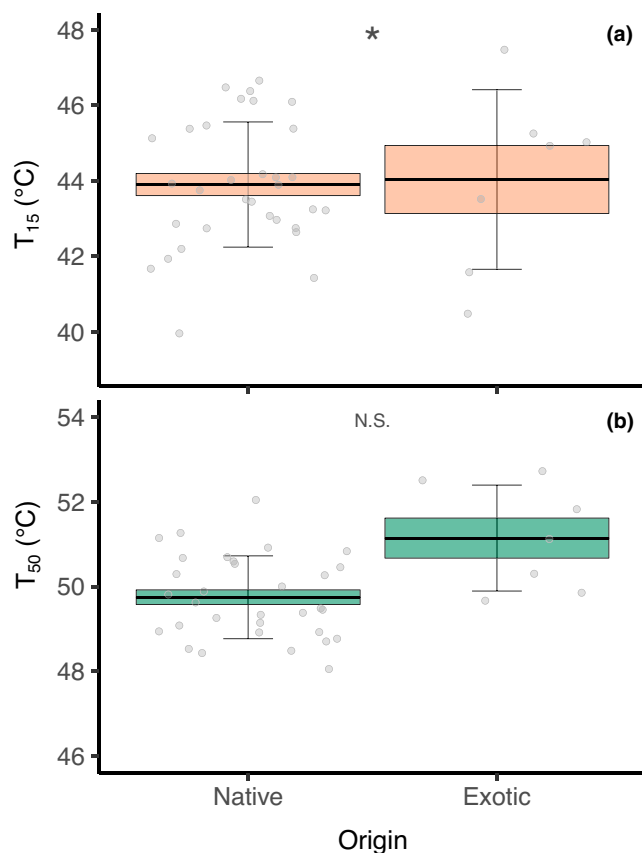 48
*
(a)
46
44
42
40
T15 (°C)
54
N.S.
(b)
52
50
48
46
T50 (°C)
Native
Exotic
Origin